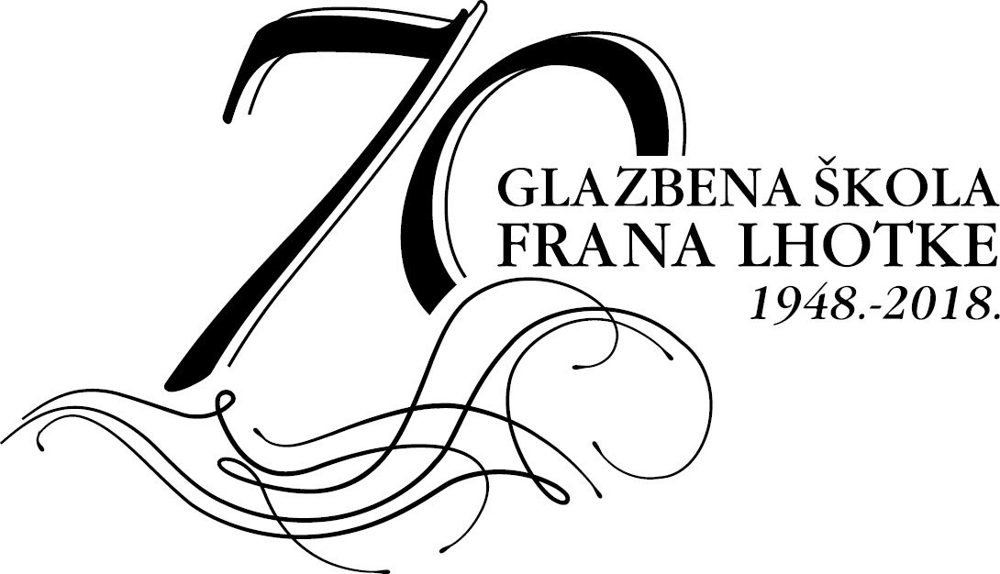 70
GLAZBENA ŠKOLA
FRANA LHOTKE
1948.-2018.